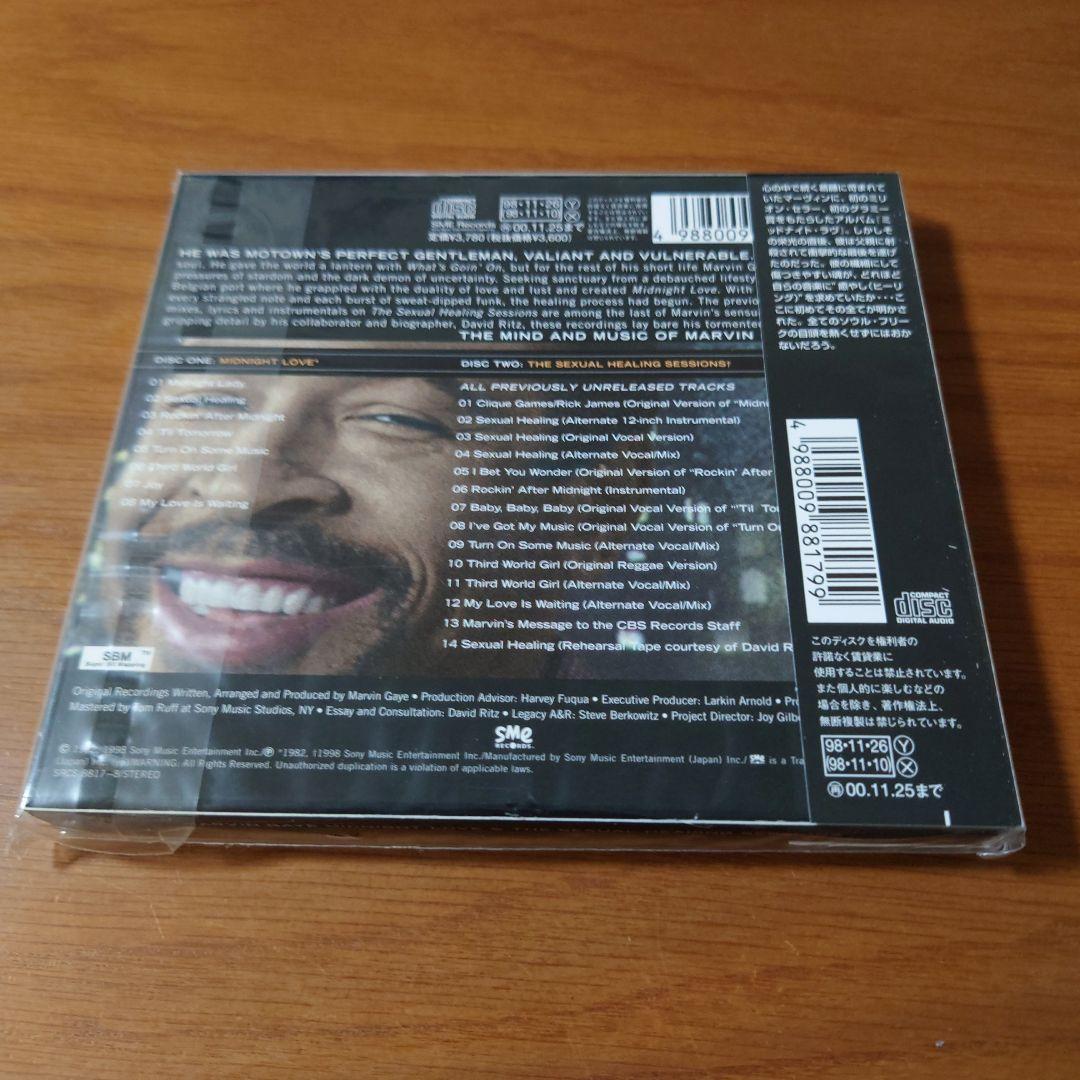 disc
SME Records
定価¥3,780(税抜価格¥3,600)
98・11・26 Y
(98・11・10) X
再00.11.25まで
4 988009
HE WAS MOTOWN'S PERFECT GENTLEMAN, VALIANT AND VULNERABLE,
soul. He gave the world a lantern with What's Goin' On, but for the rest of his short life Marvin G
pressures of stardom and the dark demon of uncertainty. Seeking sanctuary from a debauched lifesty
Belgian port where he grappled with the duality of love and lust and created Midnight Love. With
every strangled note and each burst of sweat-dipped funk, the healing process had begun. The previo
mixes, lyrics and instrumentals on The Sexual Healing Sessions are among the last of Marvin's sensu
gripping detail by his collaborator and biographer, David Ritz, these recordings lay bare his tormente
THE MIND AND MUSIC OF MARVIN
DISC ONE: MIDNIGHT LOVE*
01 Midnight Lady
02 Sexual Healing
03 Rockin' After Midnight
04 'Til Tomorrow
05 Turn On Some Music
06 Third World Girl
07 Joy
08 My Love Is Waiting
DISC TWO: THE SEXUAL HEALING SESSIONS†
ALL PREVIOUSLY UNRELEASED TRACKS
01 Clique Games/Rick James (Original Version of "Midni
02 Sexual Healing (Alternate 12-inch Instrumental)
03 Sexual Healing (Original Vocal Version)
04 Sexual Healing (Alternate Vocal/Mix)
05 I Bet You Wonder (Original Version of "Rockin' After
06 Rockin' After Midnight (Instrumental)
07 Baby, Baby, Baby (Original Vocal Version of "'Til Tou
08 I've Got My Music (Original Vocal Version of "Turn Ou
09 Turn On Some Music (Alternate Vocal/Mix)
10 Third World Girl (Original Reggae Version)
11 Third World Girl (Alternate Vocal/Mix)
12 My Love Is Waiting (Alternate Vocal/Mix)
13 Marvin's Message to the CBS Records Staff
14 Sexual Healing (Rehearsal Tape courtesy of David R
SBM TM
Super Bit Mapping
Original Recordings Written, Arranged and Produced by Marvin Gaye • Production Advisor: Harvey Fuqua • Executive Producer: Larkin Arnold • Pr
Mastered by Tom Ruff at Sony Music Studios, NY • Essay and Consultation: David Ritz • Legacy A&R: Steve Berkowitz • Project Director: Joy Gilbe
SMe
RECORDS
© 1982, 1998 Sony Music Entertainment Inc./Ⓟ *1982, †1998 Sony Music Entertainment Inc./Manufactured by Sony Music Entertainment (Japan) Inc./ SME is a Tra
(Japan) Inc./WARNING: All Rights Reserved. Unauthorized duplication is a violation of applicable laws.
SRCS 8817~8/STEREO
心の中で続く葛藤に苛まれて
いたマーヴィンに、初のミリ
オン・セラー、初のグラミー
賞をもたらしたアルバム『ミ
ッドナイト・ラヴ』。しかしそ
の栄光の直後、彼は父親に射
殺されて衝撃的な最後を遂げ
たのだった。彼の繊細にして
傷つきやすい魂が、どれほど
自らの音楽に“癒やし(ヒーリ
ング)”を求めていたか・・・こ
こに初めてその全てが明かさ
れた。全てのソウル・フリー
クの目頭を熱くせずにはおか
ないだろう。
4 988009 881799
COMPACT
disc
DIGITAL AUDIO
このディスクを権利者の
許諾なく賃貸業に
使用することは禁止されています。
また個人的に楽しむなどの
場合を除き、著作権法上、
無断複製は禁じられています。
98・11・26 Y
(98・11・10) X
再00.11.25まで